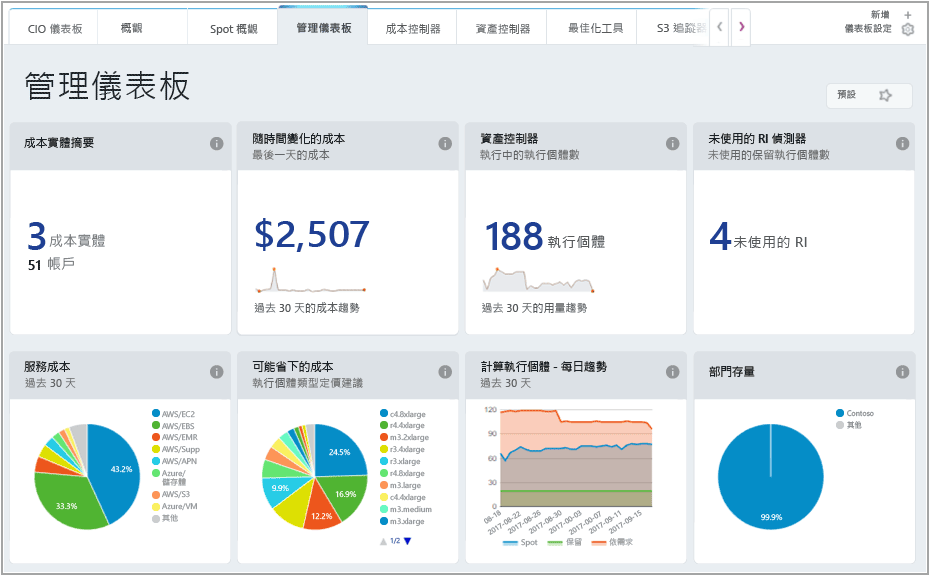 CIO 儀表板
概觀
Spot 概觀
管理儀表板
成本控制器
資產控制器
最佳化工具
S3 追蹤器
新增 +
儀表板設定
管理儀表板
預設
成本實體摘要
3 成本實體
51 帳戶
隨時間變化的成本
最後一天的成本
$2,507
過去 30 天的成本趨勢
資產控制器
執行中的執行個體數
188 執行個體
過去 30 天的用量趨勢
未使用的 RI 偵測器
未使用的保留執行個體數
4 未使用的 RI
服務成本
過去 30 天
43.2%
33.3%
AWS/EC2
AWS/EBS
AWS/EMR
AWS/Supp
AWS/APN
Azure/
儲存體
AWS/S3
Azure/VM
其他
可能省下的成本
執行個體類型定價建議
24.5%
16.9%
12.2%
9.9%
c4.8xlarge
r4.4xlarge
m3.2xlarge
r3.4xlarge
r3.xlarge
r4.8xlarge
m3.large
c4.4xlarge
m3.medium
m3.xlarge
1/2
計算執行個體 - 每日趨勢
過去 30 天
120
90
60
30
0
08-18
2017-08-22
2017-08-26
2017-08-30
2017-00-03
2017-00-07
2017-09-11
2017-09-15
Spot
保留
依需求
部門存量
Contoso
其他
99.9%